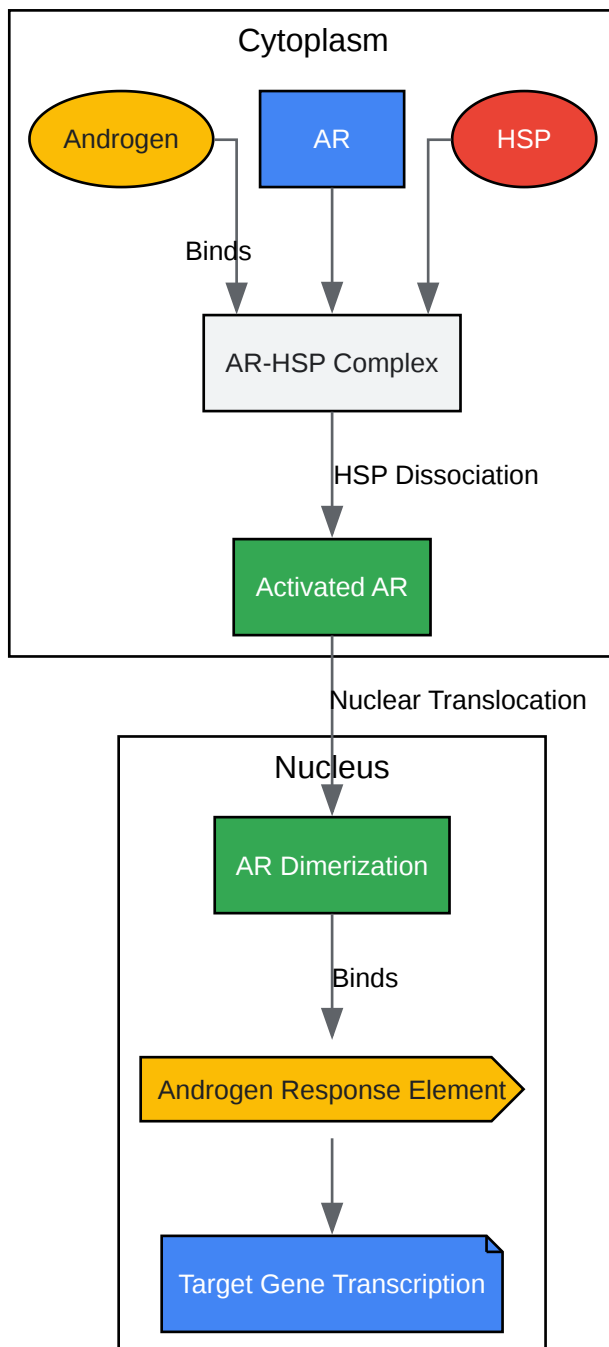 Cytoplasm
Androgen
AR
HSP
Binds
AR-HSP Complex
HSP Dissociation
Activated AR
Nuclear Translocation
Nucleus
AR Dimerization
Binds
Androgen Response Element
Target Gene Transcription